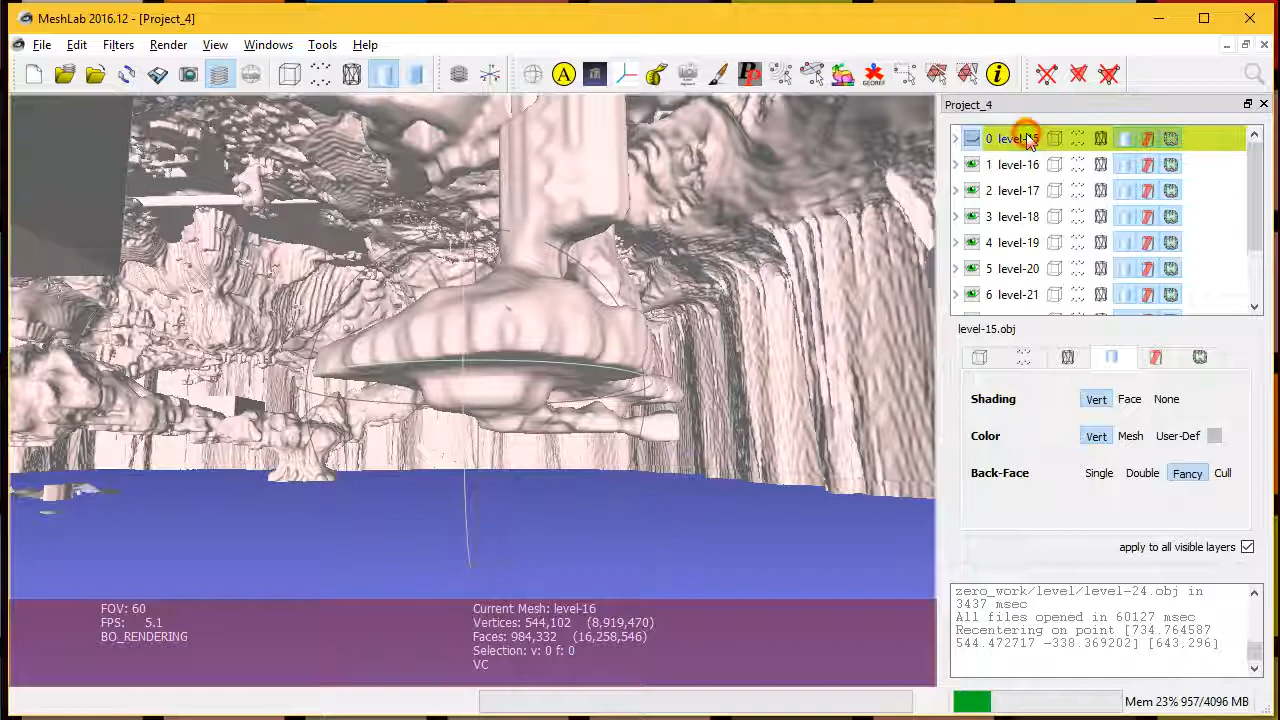 MeshLab 2016.12 - [Project_4]
File Edit Filters Render View Windows Tools Help
A
Pp
GEOREF
i
Project_4
0 level-15
1 level-16
2 level-17
3 level-18
4 level-19
5 level-20
6 level-21
level-15.obj
Shading Vert Face None
Color Vert Mesh User-Def
Back-Face Single Double Fancy Cull
apply to all visible layers
zero_work/level/level-24.obj in
3437 msec
All files opened in 60127 msec
Recentering on point [734.764587
544.472717 -338.369202] [643.296]
FOV: 60
FPS: 5.1
BO_RENDERING
Current Mesh: level-16
Vertices: 544,102 (8,919,470)
Faces: 984,332 (16,258,546)
Selection: v: 0 f: 0
VC
Mem 23% 957/4096 MB